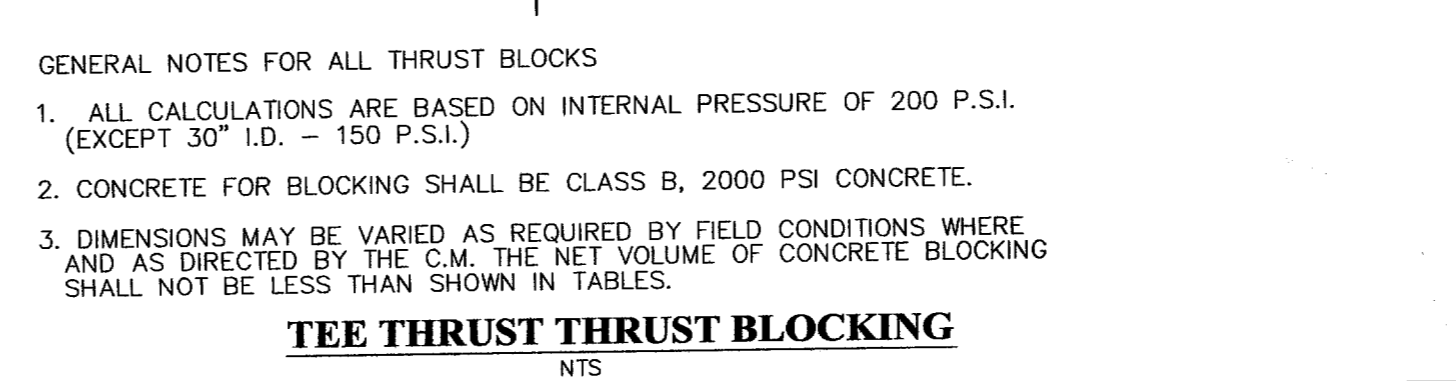 GENERAL NOTES FOR ALL THRUST BLOCKS
1. ALL CALCULATIONS ARE BASED ON INTERNAL PRESSURE OF 200 P.S.I.
(EXCEPT 30" I.D. – 150 P.S.I.)
2. CONCRETE FOR BLOCKING SHALL BE CLASS B, 2000 PSI CONCRETE.
3. DIMENSIONS MAY BE VARIED AS REQUIRED BY FIELD CONDITIONS WHERE
AND AS DIRECTED BY THE C.M. THE NET VOLUME OF CONCRETE BLOCKING
SHALL NOT BE LESS THAN SHOWN IN TABLES.
TEE THRUST THRUST BLOCKING
NTS